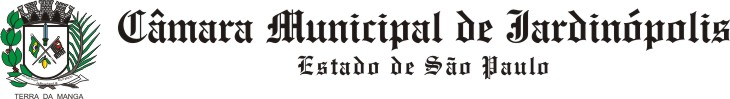 Câmara Municipal de Jardinópolis
Estado de São Paulo
TERRA DA MANGA